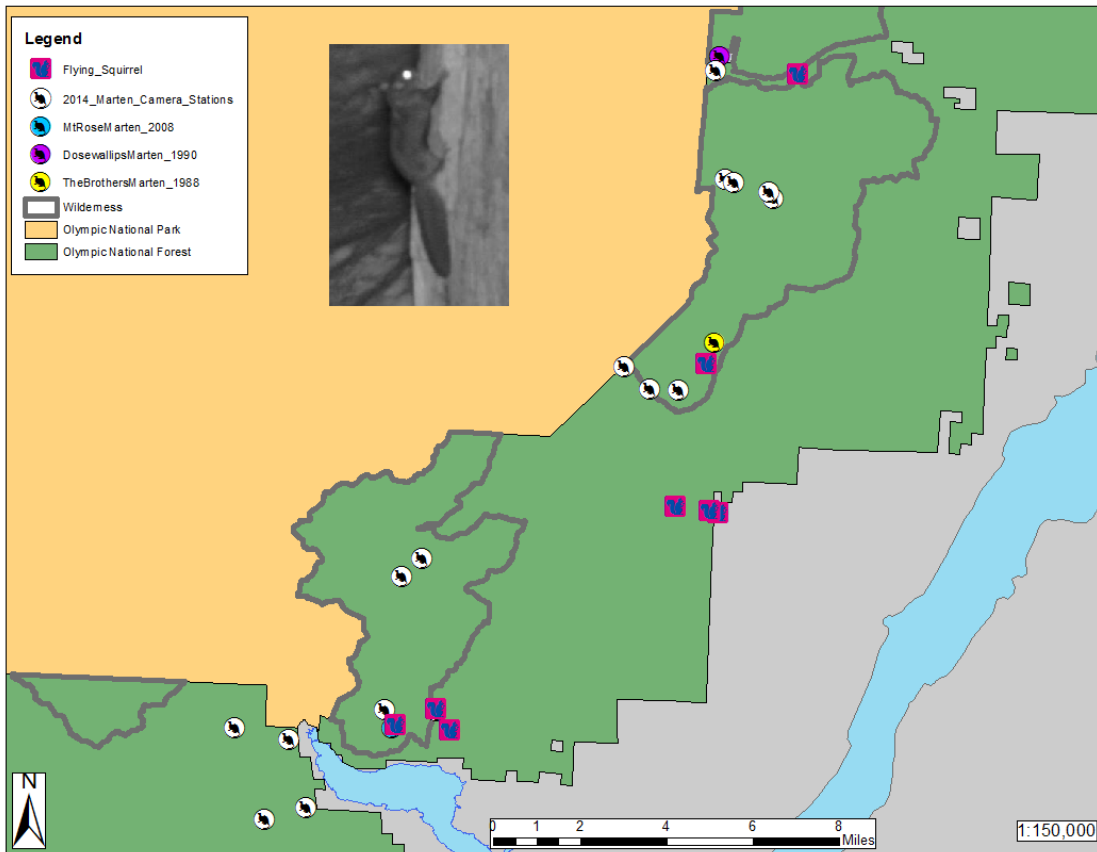 Legend
Flying_Squirrel
2014_Marten_Camera_Stations
MtRoseMarten_2008
DosewallipsMarten_1990
TheBrothersMarten_1988
Wilderness
Olympic National Park
Olympic National Forest
N
0 1 2 4 6 8
Miles
1:150,000